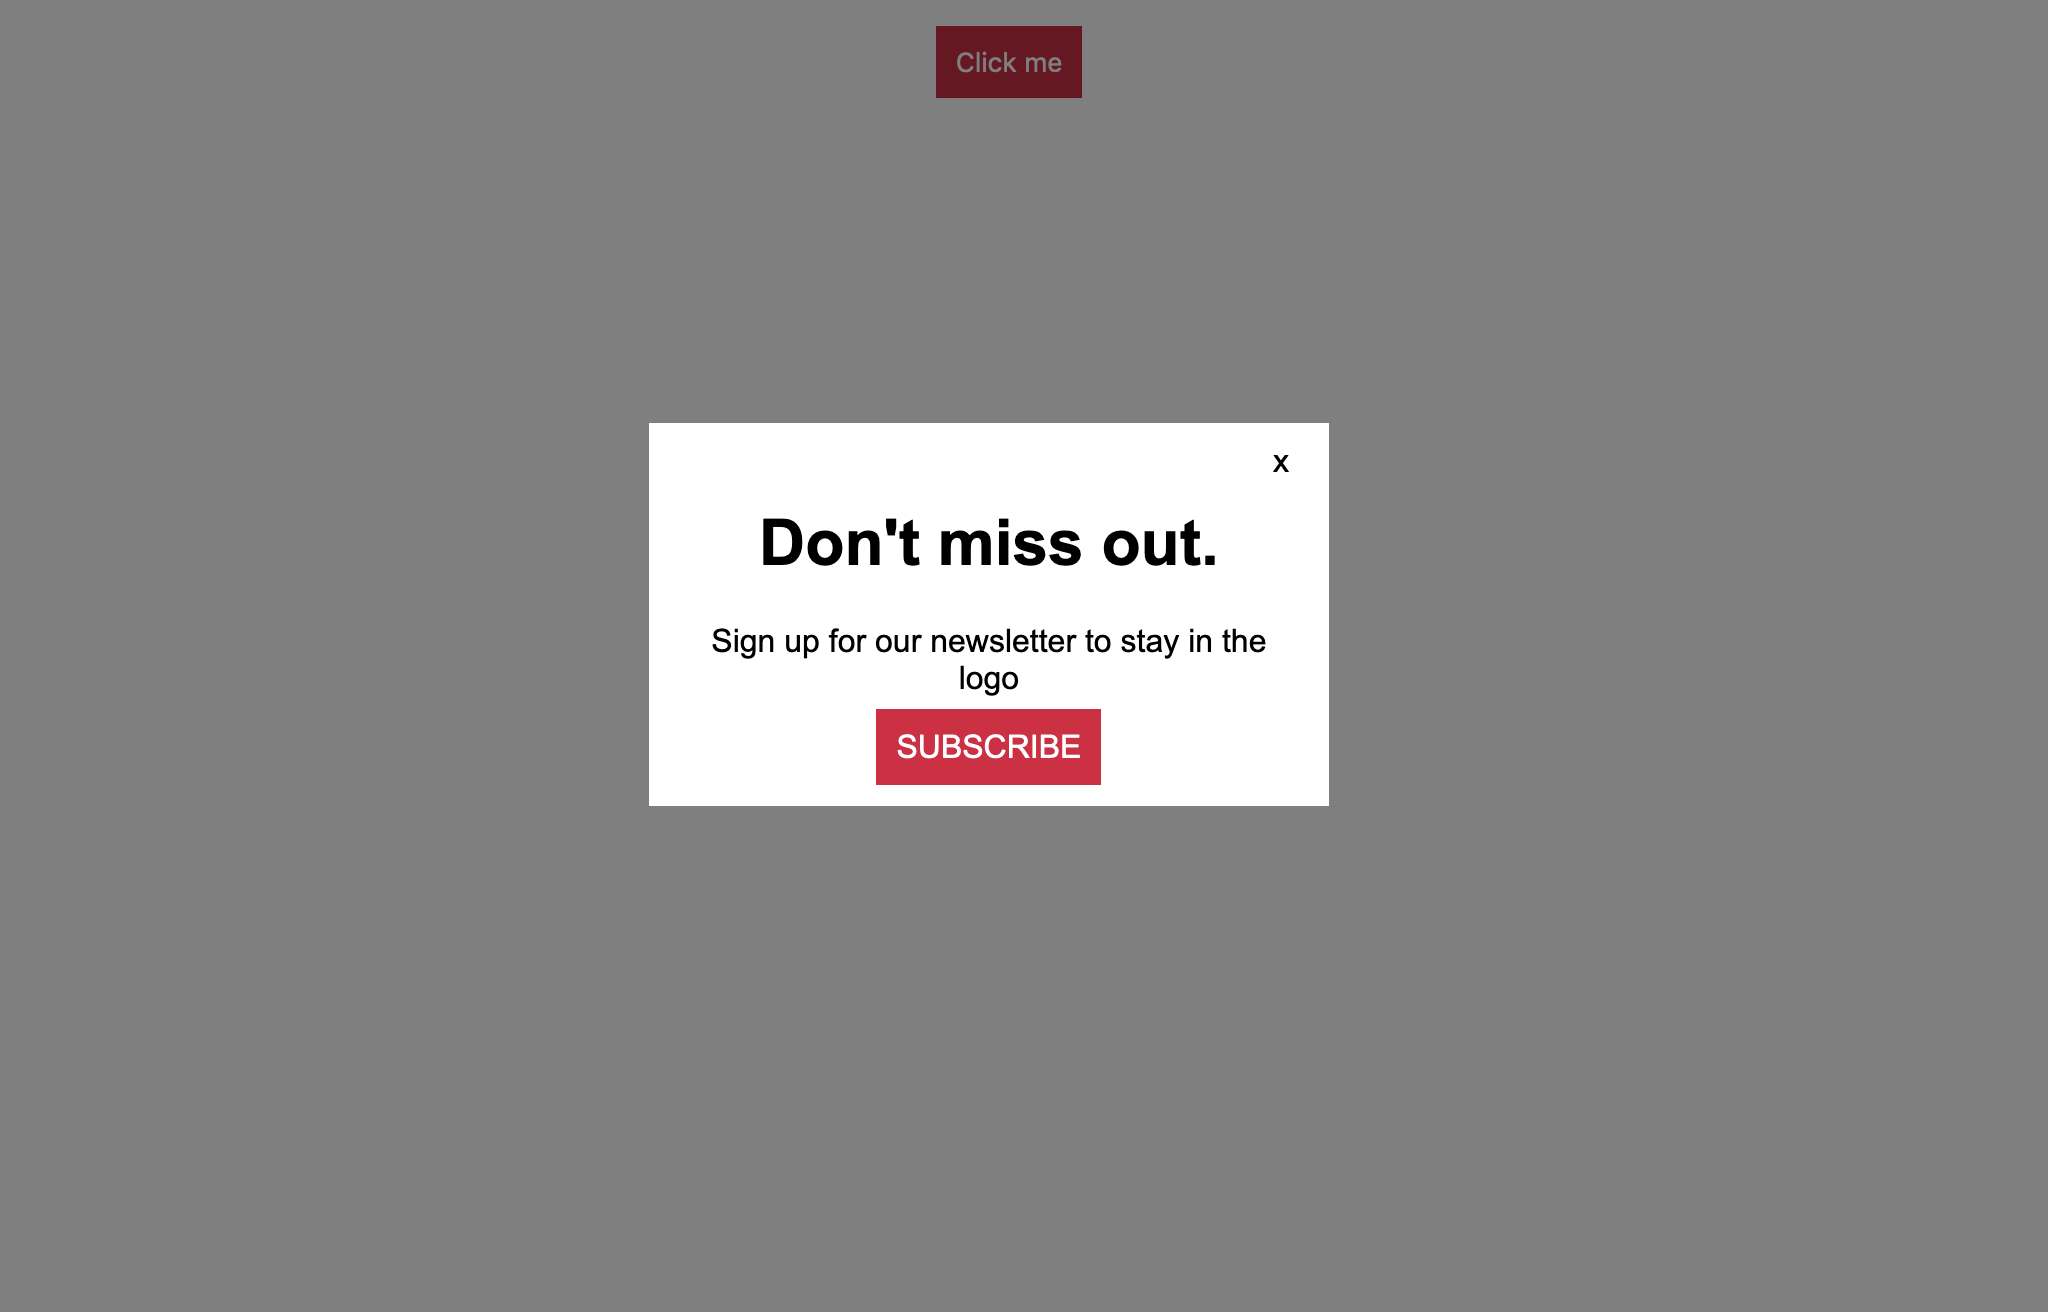 Click me
x
Don't miss out.
Sign up for our newsletter to stay in the
logo
SUBSCRIBE